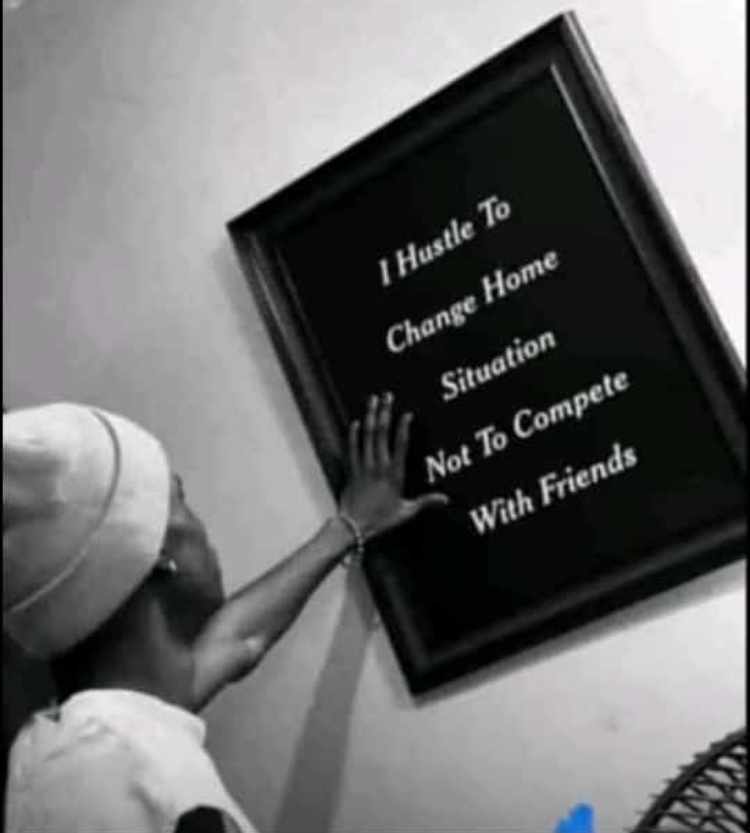 I Hustle To
Change Home
Situation
Not To Compete
With Friends